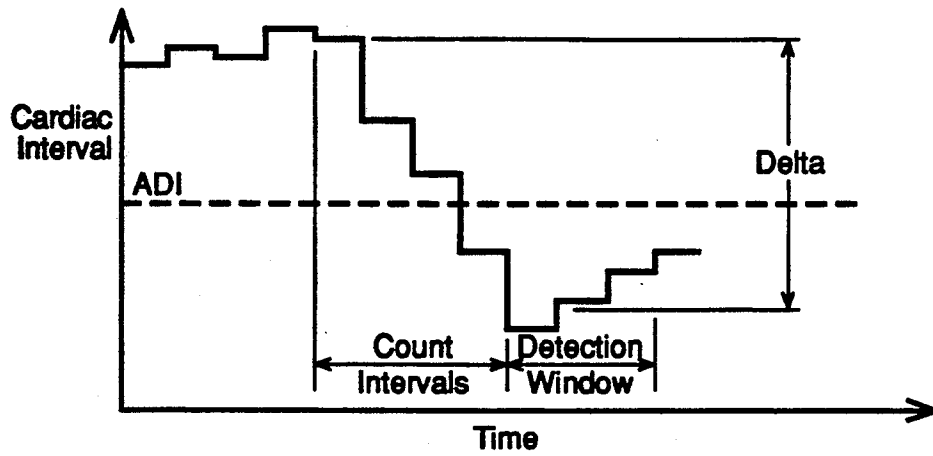 Cardiac
Interval
ADI
Delta
Count
Intervals
Detection
Window
Time